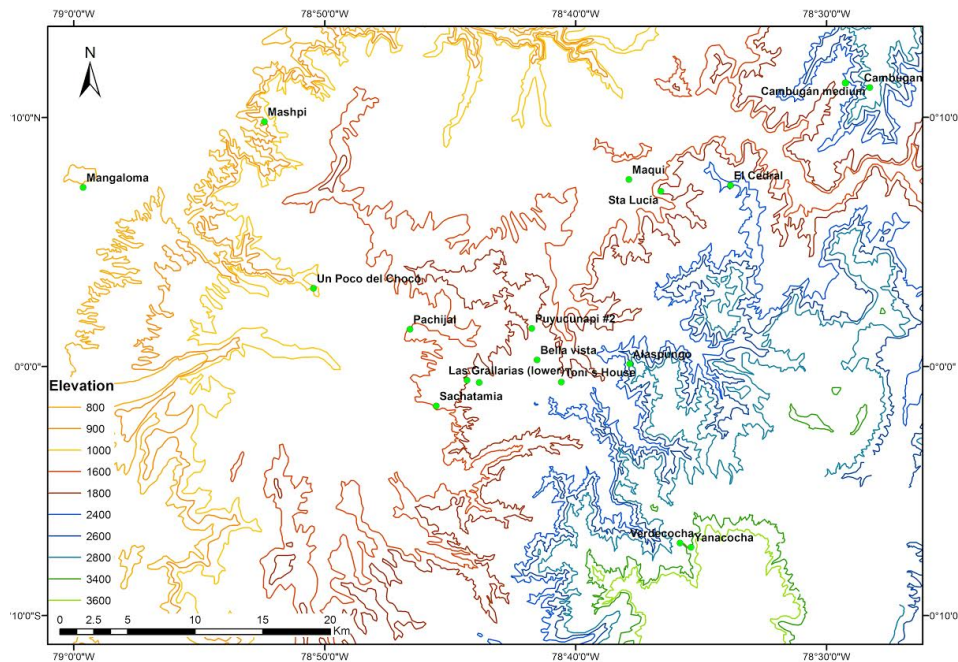 79°0'0"W 78°50'0"W 78°40'0"W 78°30'0"W
N
Cambugan
Cambugán medium
Mashpi
0°10'0"N 0°10'0
Maqui
El Cedral
Mangaloma
Sta Lucia
Un Poco del Chocó
Pachijal
Puyucunapi #2
Bella vista
Alaspungo
0°0'0" 0°0'0"
Las Grallarias (lower)
Toni's House
Elevation
Sachatamia
800
900
1000
1600
1800
2400
2600
2800
3400
3600
Verdecocha
Yanacocha
10'0"S 0°10'0
0 2.5 5 10 15 20
Km
79°0'0"W 78°50'0"W 78°40'0"W 78°30'0"W